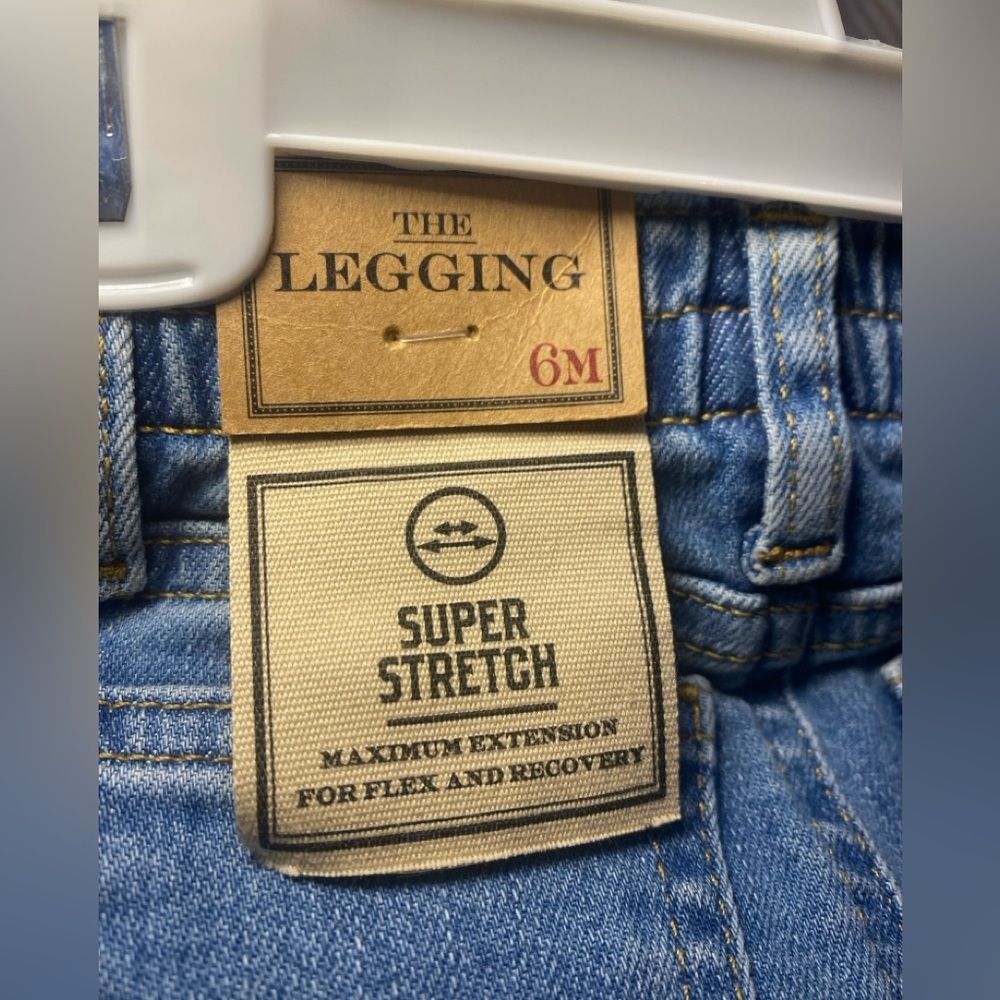 THE
LEGGING
6M
SUPER
STRETCH
MAXIMUM EXTENSION
FOR FLEX AND RECOVERY